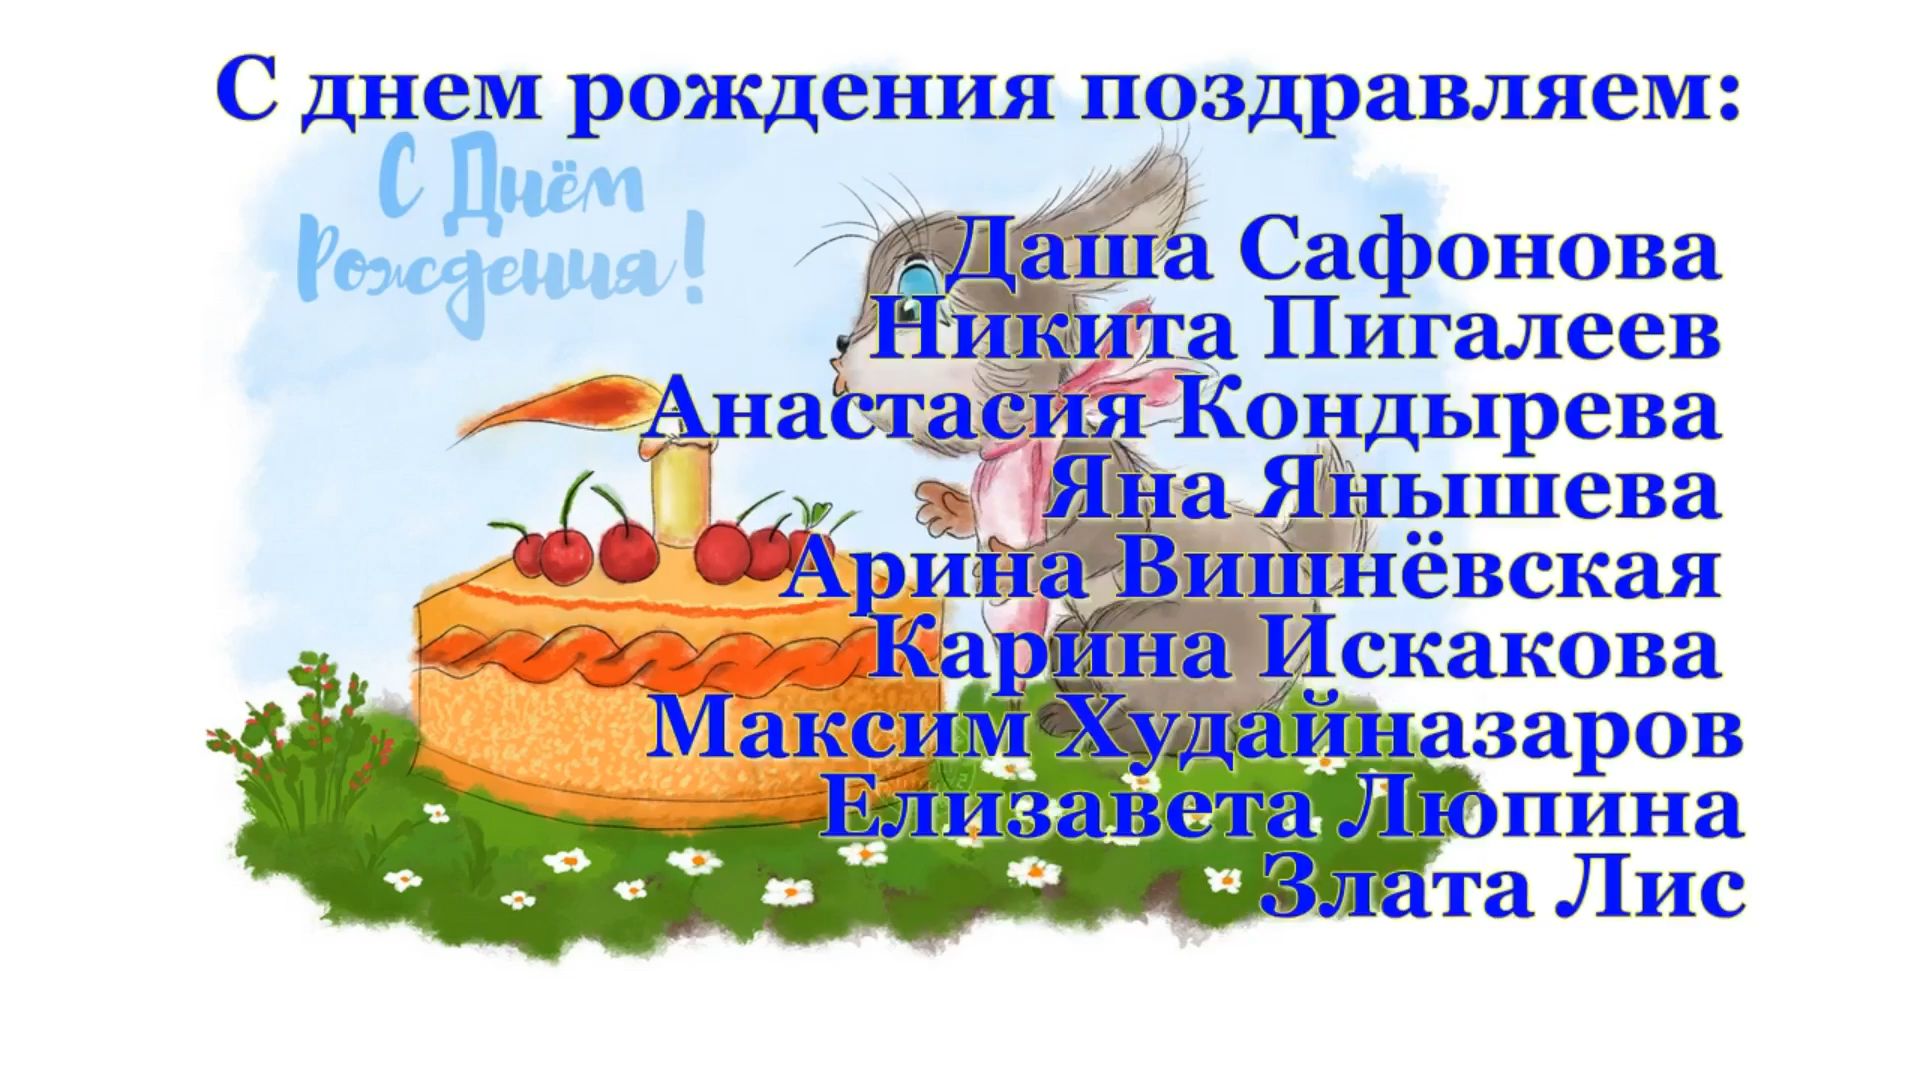 С днем рождения поздравляем:
С Днём
Рождения!
Даша Сафонова
Никита Пигалеев
Анастасия Кондырева
Яна Янышева
Арина Вишнёвская
Карина Искакова
Максим Худайназаров
Елизавета Люпина
Злата Лис